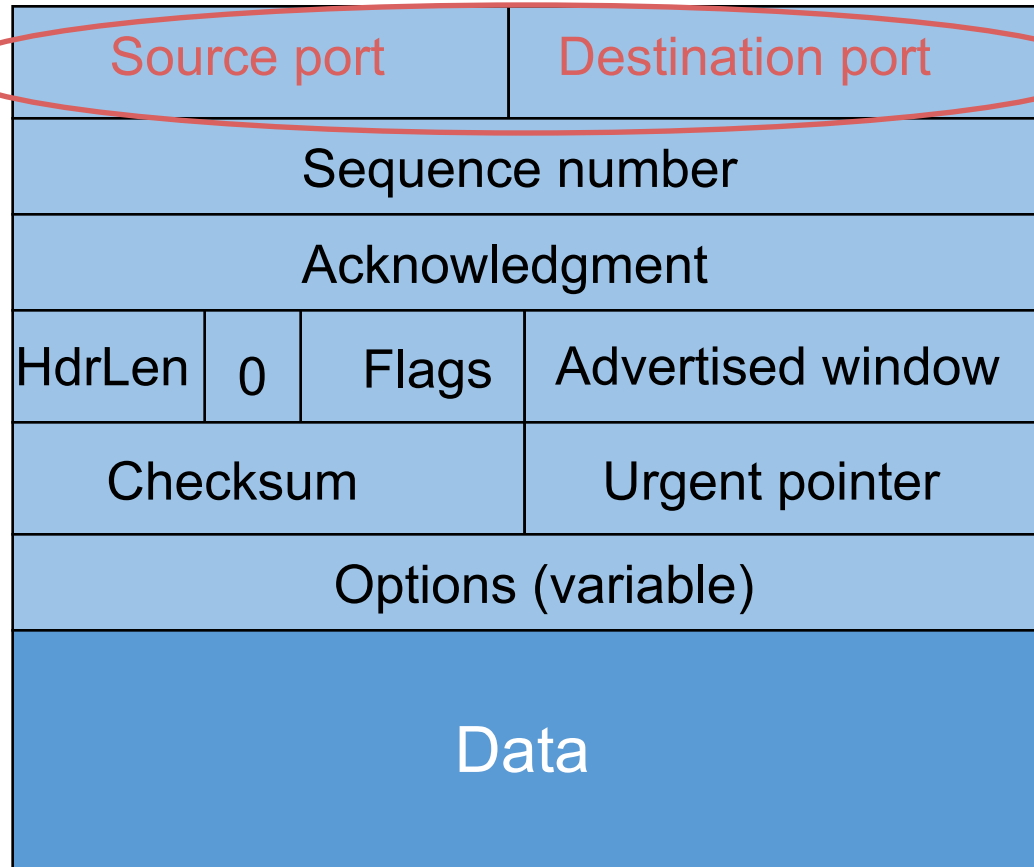 Source port Destination port
Sequence number
Acknowledgment
HdrLen 0 Flags Advertised window
Checksum Urgent pointer
Options (variable)
Data